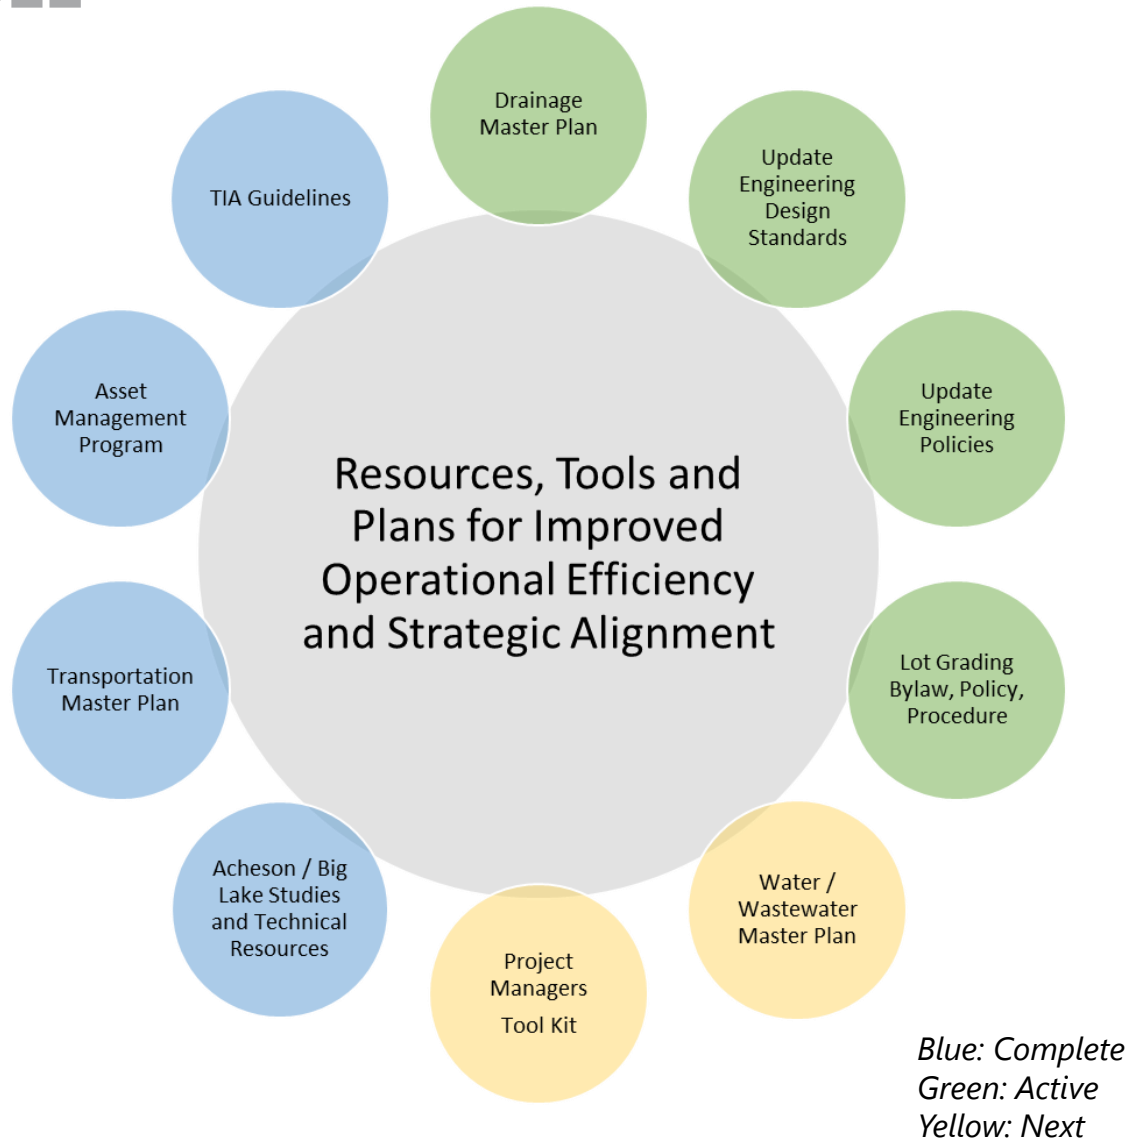 Drainage
Master Plan
Update
Engineering
Design
Standards
Update
Engineering
Policies
Lot Grading
Bylaw, Policy,
Procedure
Water /
Wastewater
Master Plan
Project
Managers
Tool Kit
Acheson / Big
Lake Studies
and Technical
Resources
Transportation
Master Plan
Asset
Management
Program
TIA Guidelines
Resources, Tools and
Plans for Improved
Operational Efficiency
and Strategic Alignment
Blue: Complete
Green: Active
Yellow: Next